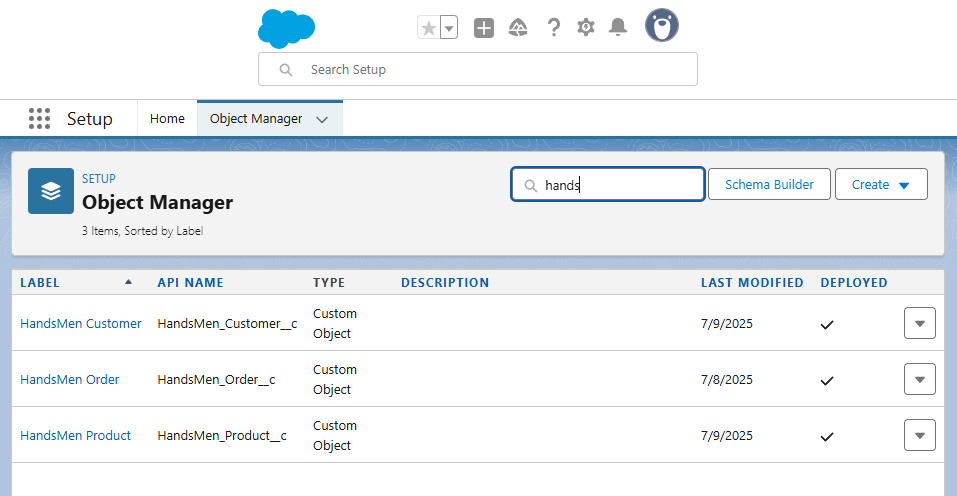 Search Setup
Setup
Home
Object Manager
SETUP
Object Manager
3 Items, Sorted by Label
hands
Schema Builder
Create
LABEL API NAME TYPE DESCRIPTION LAST MODIFIED DEPLOYED
HandsMen Customer HandsMen_Customer__c Custom Object 7/9/2025
HandsMen Order HandsMen_Order__c Custom Object 7/8/2025
HandsMen Product HandsMen_Product__c Custom Object 7/9/2025